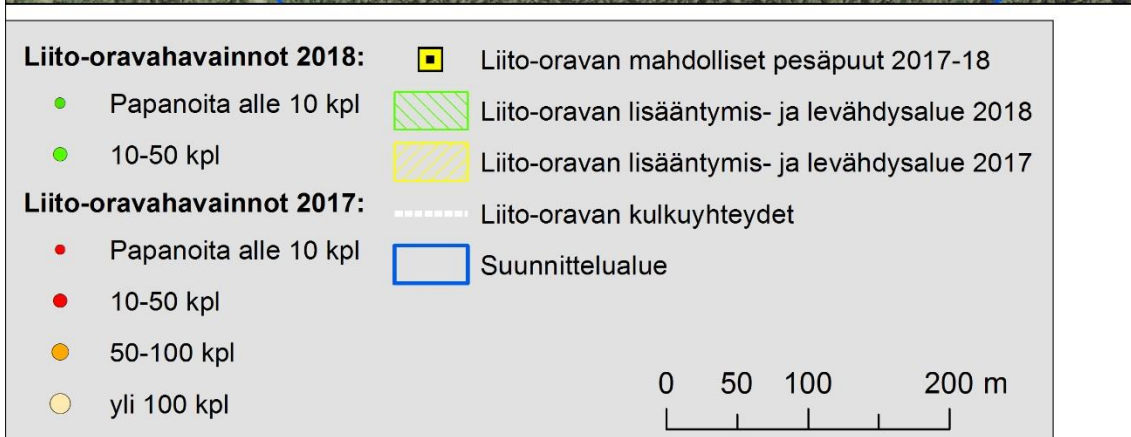 Liito-oravahavainnot 2018:
Papanoita alle 10 kpl
10-50 kpl
Liito-oravahavainnot 2017:
Papanoita alle 10 kpl
10-50 kpl
50-100 kpl
yli 100 kpl
Liito-oravan mahdolliset pesäpuut 2017-18
Liito-oravan lisääntymis- ja levähdysalue 2018
Liito-oravan lisääntymis- ja levähdysalue 2017
Liito-oravan kulkuyhteydet
Suunnittelualue
0 50 100 200 m